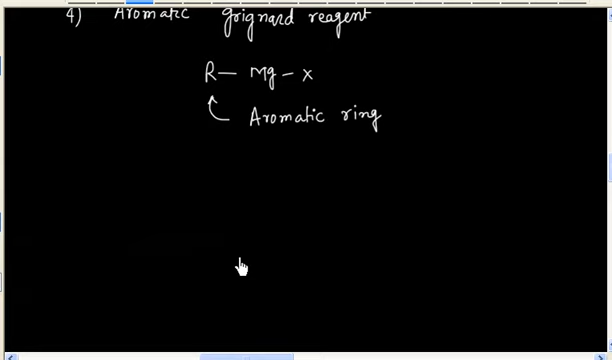 4) Aromatic grignard reagent
R — Mg — X
Aromatic ring